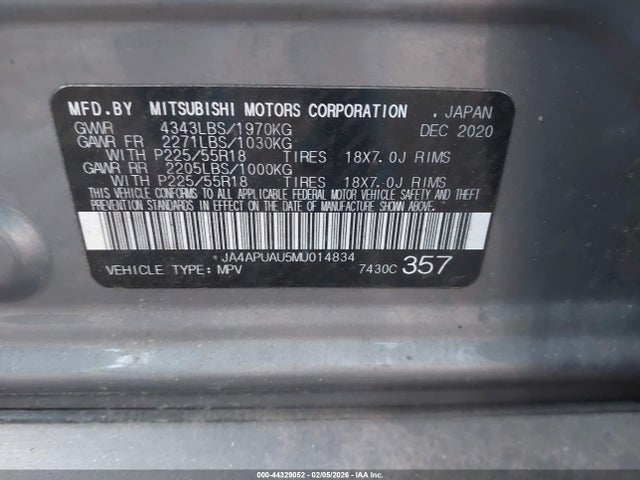 MFD.BY MITSUBISHI MOTORS CORPORATION . JAPAN
GVWR 4343LBS/1970KG DEC 2020
GAWR FR 2271LBS/1030KG
WITH P225/55R18 TIRES 18X7.0J RIMS
GAWR RR 2205LBS/1000KG
WITH P225/55R18 TIRES 18X7.0J RIMS
THIS VEHICLE CONFORMS TO ALL APPLICABLE FEDERAL MOTOR VEHICLE SAFETY AND THEFT
PREVENTION STANDARDS IN EFFECT ON THE DATE OF MANUFACTURE SHOWN ABOVE.
JA4APUAU5MU014834
VEHICLE TYPE: MPV 7430C 357
000-44329052 - 02/05/2026 - IAA Inc.